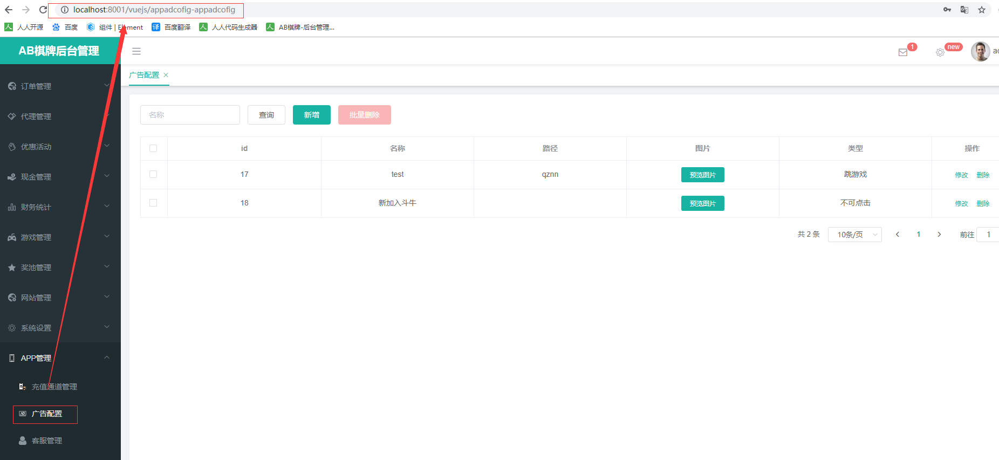 localhost:8001/vuejs/appadcofig-appadcofig
人人开源 百度 组件 | Element 百度翻译 人人代码生成器 AB棋牌-后台管理...
AB棋牌后台管理
1
new
广告配置
订单管理
代理管理
优惠活动
现金管理
财务统计
游戏管理
奖池管理
网站管理
系统设置
APP管理
充值通道管理
广告配置
客服管理
名称 查询 新增 批量删除
id 名称 路径 图片 类型 操作
17 test qznn 预览图片 跳游戏 修改 删除
18 新加入斗牛 预览图片 不可点击 修改 删除
共 2 条 10条/页 1 前往 1